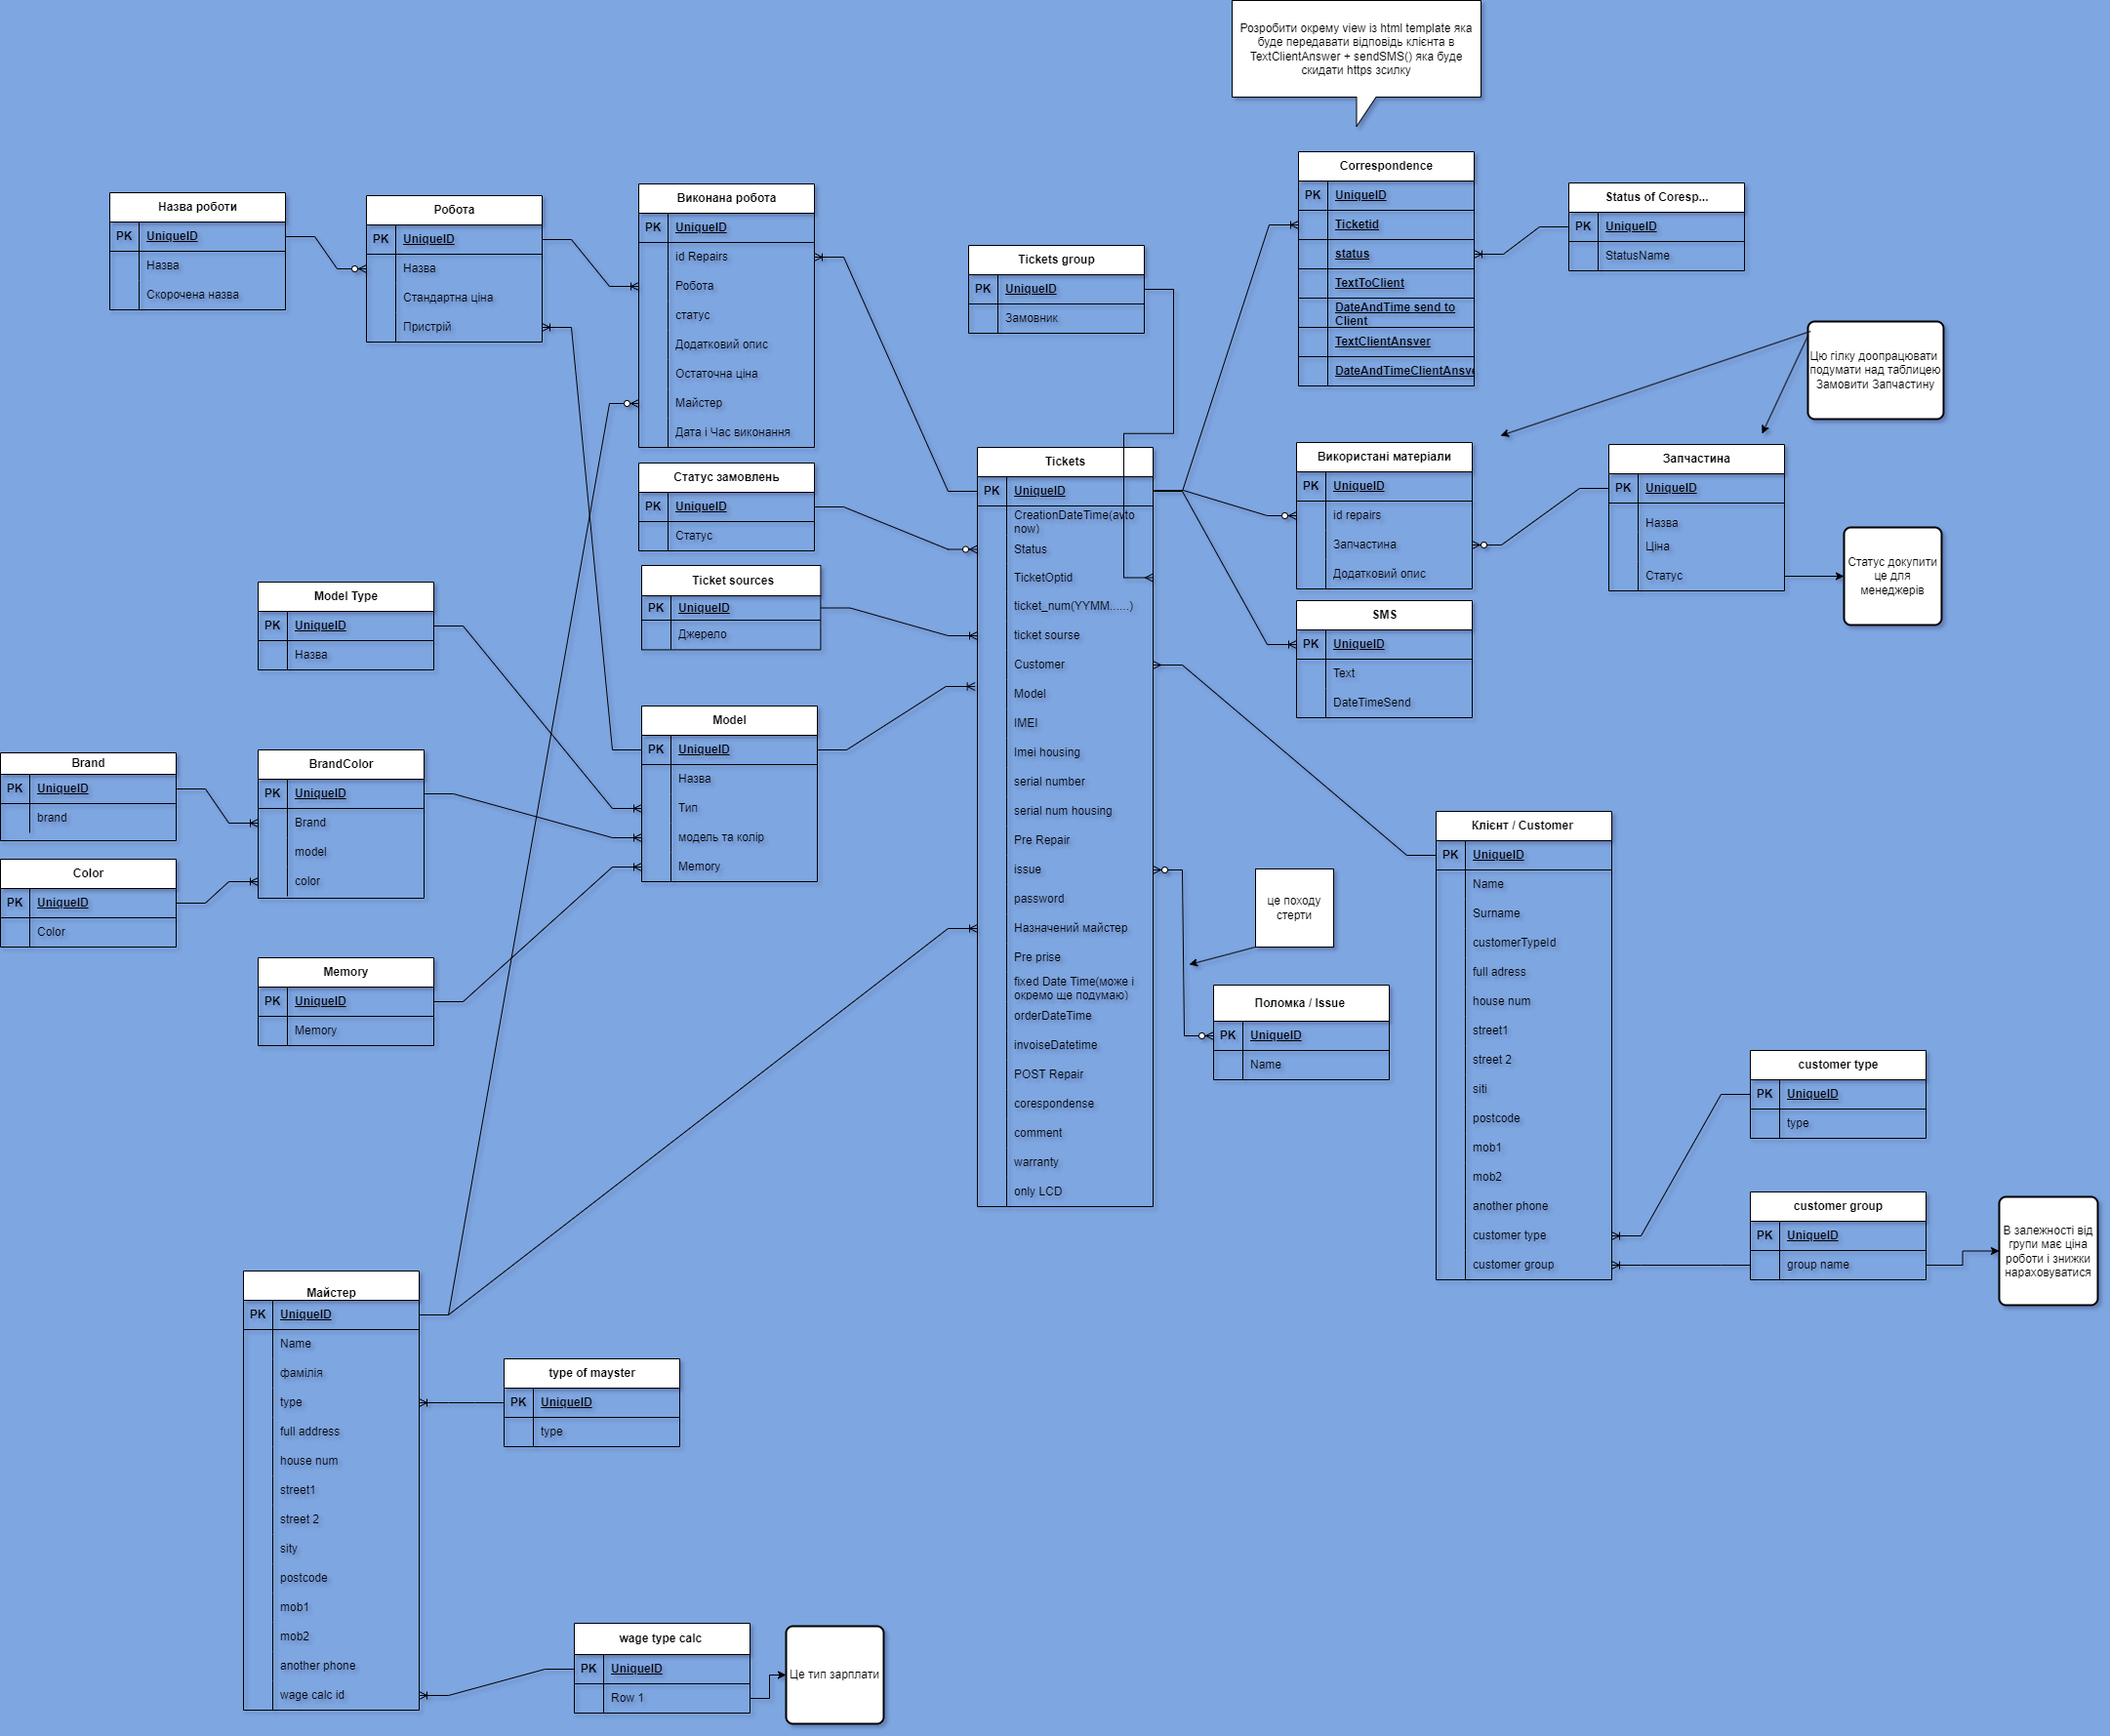 Розробити окрему view із html template яка
буде передавати відповідь клієнта в
TextClientAnswer + sendSMS() яка буде
скидати https зсилку
Назва роботи
PK UniqueID
Назва
Скорочена назва
Робота
PK UniqueID
Назва
Стандартна ціна
Пристрій
Виконана робота
PK UniqueID
id Repairs
Робота
статус
Додатковий опис
Остаточна ціна
Майстер
Дата і Час виконання
Tickets group
PK UniqueID
Замовник
Correspondence
PK UniqueID
Ticketid
status
TextToClient
DateAndTime send to
Client
TextClientAnsver
DateAndTimeClientAnsve
Status of Coresp...
PK UniqueID
StatusName
Цю гілку доопрацювати
подумати над таблицею
Замовити Запчастину
Статус замовлень
PK UniqueID
Статус
Ticket sources
PK UniqueID
Джерело
Tickets
PK UniqueID
CreationDateTime(avto
now)
Status
TicketOptid
ticket_num(YYMM......)
ticket sourse
Customer
Model
IMEI
Imei housing
serial number
serial num housing
Pre Repair
issue
password
Назначений майстер
Pre prise
fixed Date Time(може і
окремо ще подумаю)
orderDateTime
invoiseDatetime
POST Repair
corespondense
comment
warranty
only LCD
Використані матеріали
PK UniqueID
id repairs
Запчастина
Додатковий опис
Запчастина
PK UniqueID
Назва
Ціна
Статус
Статус докупити
це для
менеджерів
SMS
PK UniqueID
Text
DateTimeSend
Model Type
PK UniqueID
Назва
Model
PK UniqueID
Назва
Тип
модель та колір
Memory
Brand
PK UniqueID
brand
BrandColor
PK UniqueID
Brand
model
color
Color
PK UniqueID
Color
Memory
PK UniqueID
Memory
це походу
стерти
Поломка / Issue
PK UniqueID
Name
Клієнт / Customer
PK UniqueID
Name
Surname
customerTypeId
full adress
house num
street1
street 2
siti
postcode
mob1
mob2
another phone
customer type
customer group
customer type
PK UniqueID
type
customer group
PK UniqueID
group name
В залежності від
групи має ціна
роботи і знижки
нараховуватися
Майстер
PK UniqueID
Name
фамілія
type
full address
house num
street1
street 2
sity
postcode
mob1
mob2
another phone
wage calc id
type of mayster
PK UniqueID
type
wage type calc
PK UniqueID
Row 1
Це тип зарплати